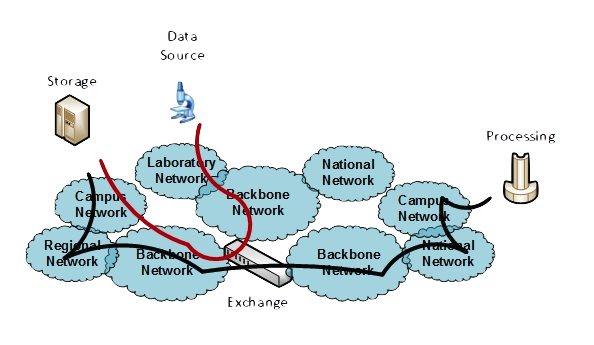 Data
Source
Storage
Processing
Laboratory
Network
National
Network
Campus
Network
Backbone
Network
Campus
Network
Regional
Network
Backbone
Network
Backbone
Network
National
Network
Exchange